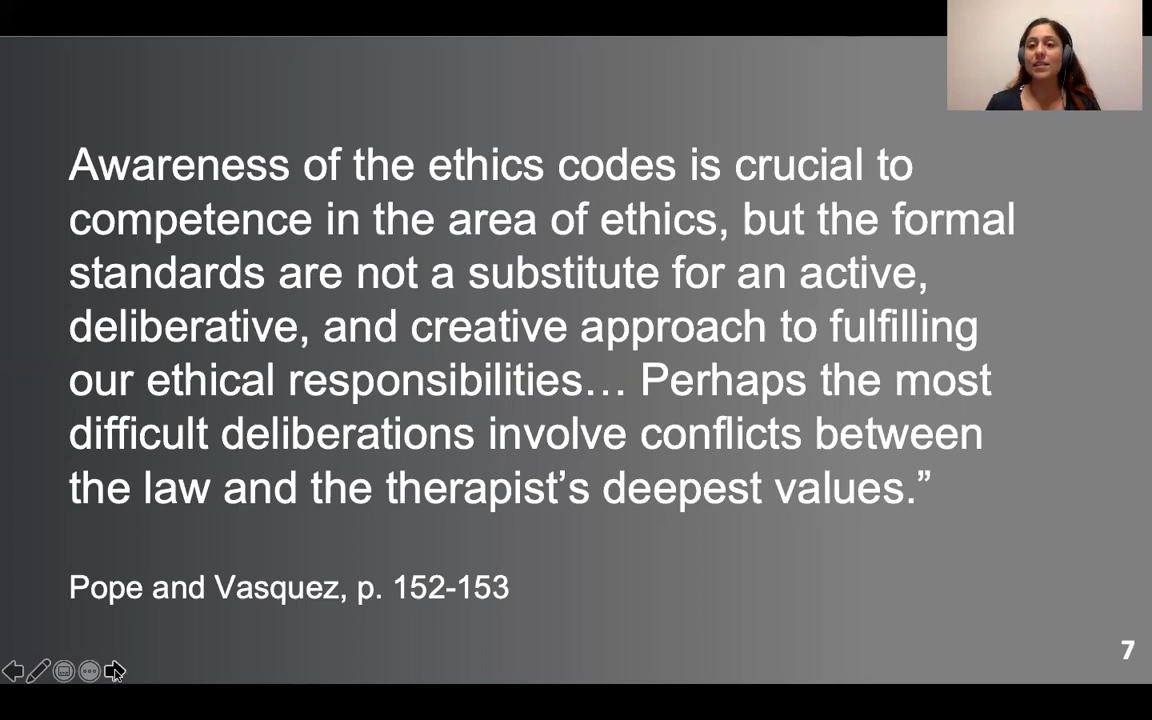 Awareness of the ethics codes is crucial to
competence in the area of ethics, but the formal
standards are not a substitute for an active,
deliberative, and creative approach to fulfilling
our ethical responsibilities… Perhaps the most
difficult deliberations involve conflicts between
the law and the therapist’s deepest values.”
Pope and Vasquez, p. 152-153
7